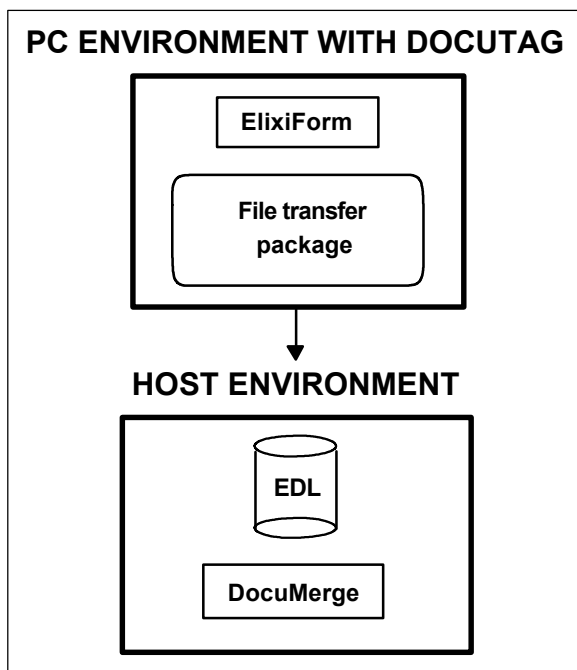 PC ENVIRONMENT WITH DOCUTAG
ElixiForm
File transfer
package
HOST ENVIRONMENT
EDL
DocuMerge